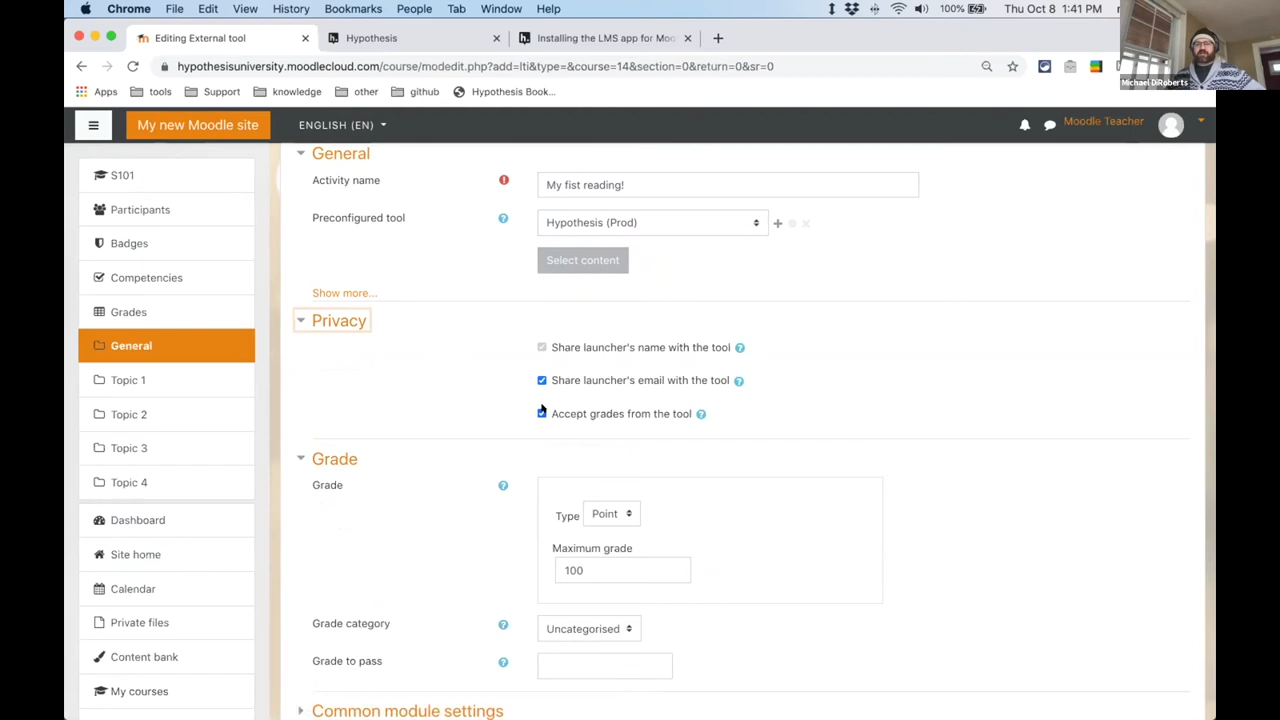 Chrome File Edit View History Bookmarks People Tab Window Help 100% Thu Oct 8 1:41 PM
Editing External tool Hypothesis Installing the LMS app for Moo
hypothesisuniversity.moodlecloud.com/course/modedit.php?add=lti&type=&course=14&section=0&return=0&sr=0
Michael DiRoberts
Apps tools Support knowledge other github Hypothesis Book...
My new Moodle site ENGLISH (EN) Moodle Teacher
General
S101
Activity name My fist reading!
Participants
Preconfigured tool Hypothesis (Prod)
Badges
Select content
Competencies
Show more...
Grades
Privacy
General
Share launcher's name with the tool
Topic 1
Share launcher's email with the tool
Topic 2
Accept grades from the tool
Topic 3
Grade
Topic 4
Grade
Type Point
Dashboard
Maximum grade
Site home
100
Calendar
Private files
Grade category Uncategorised
Content bank
Grade to pass
My courses
Common module settings